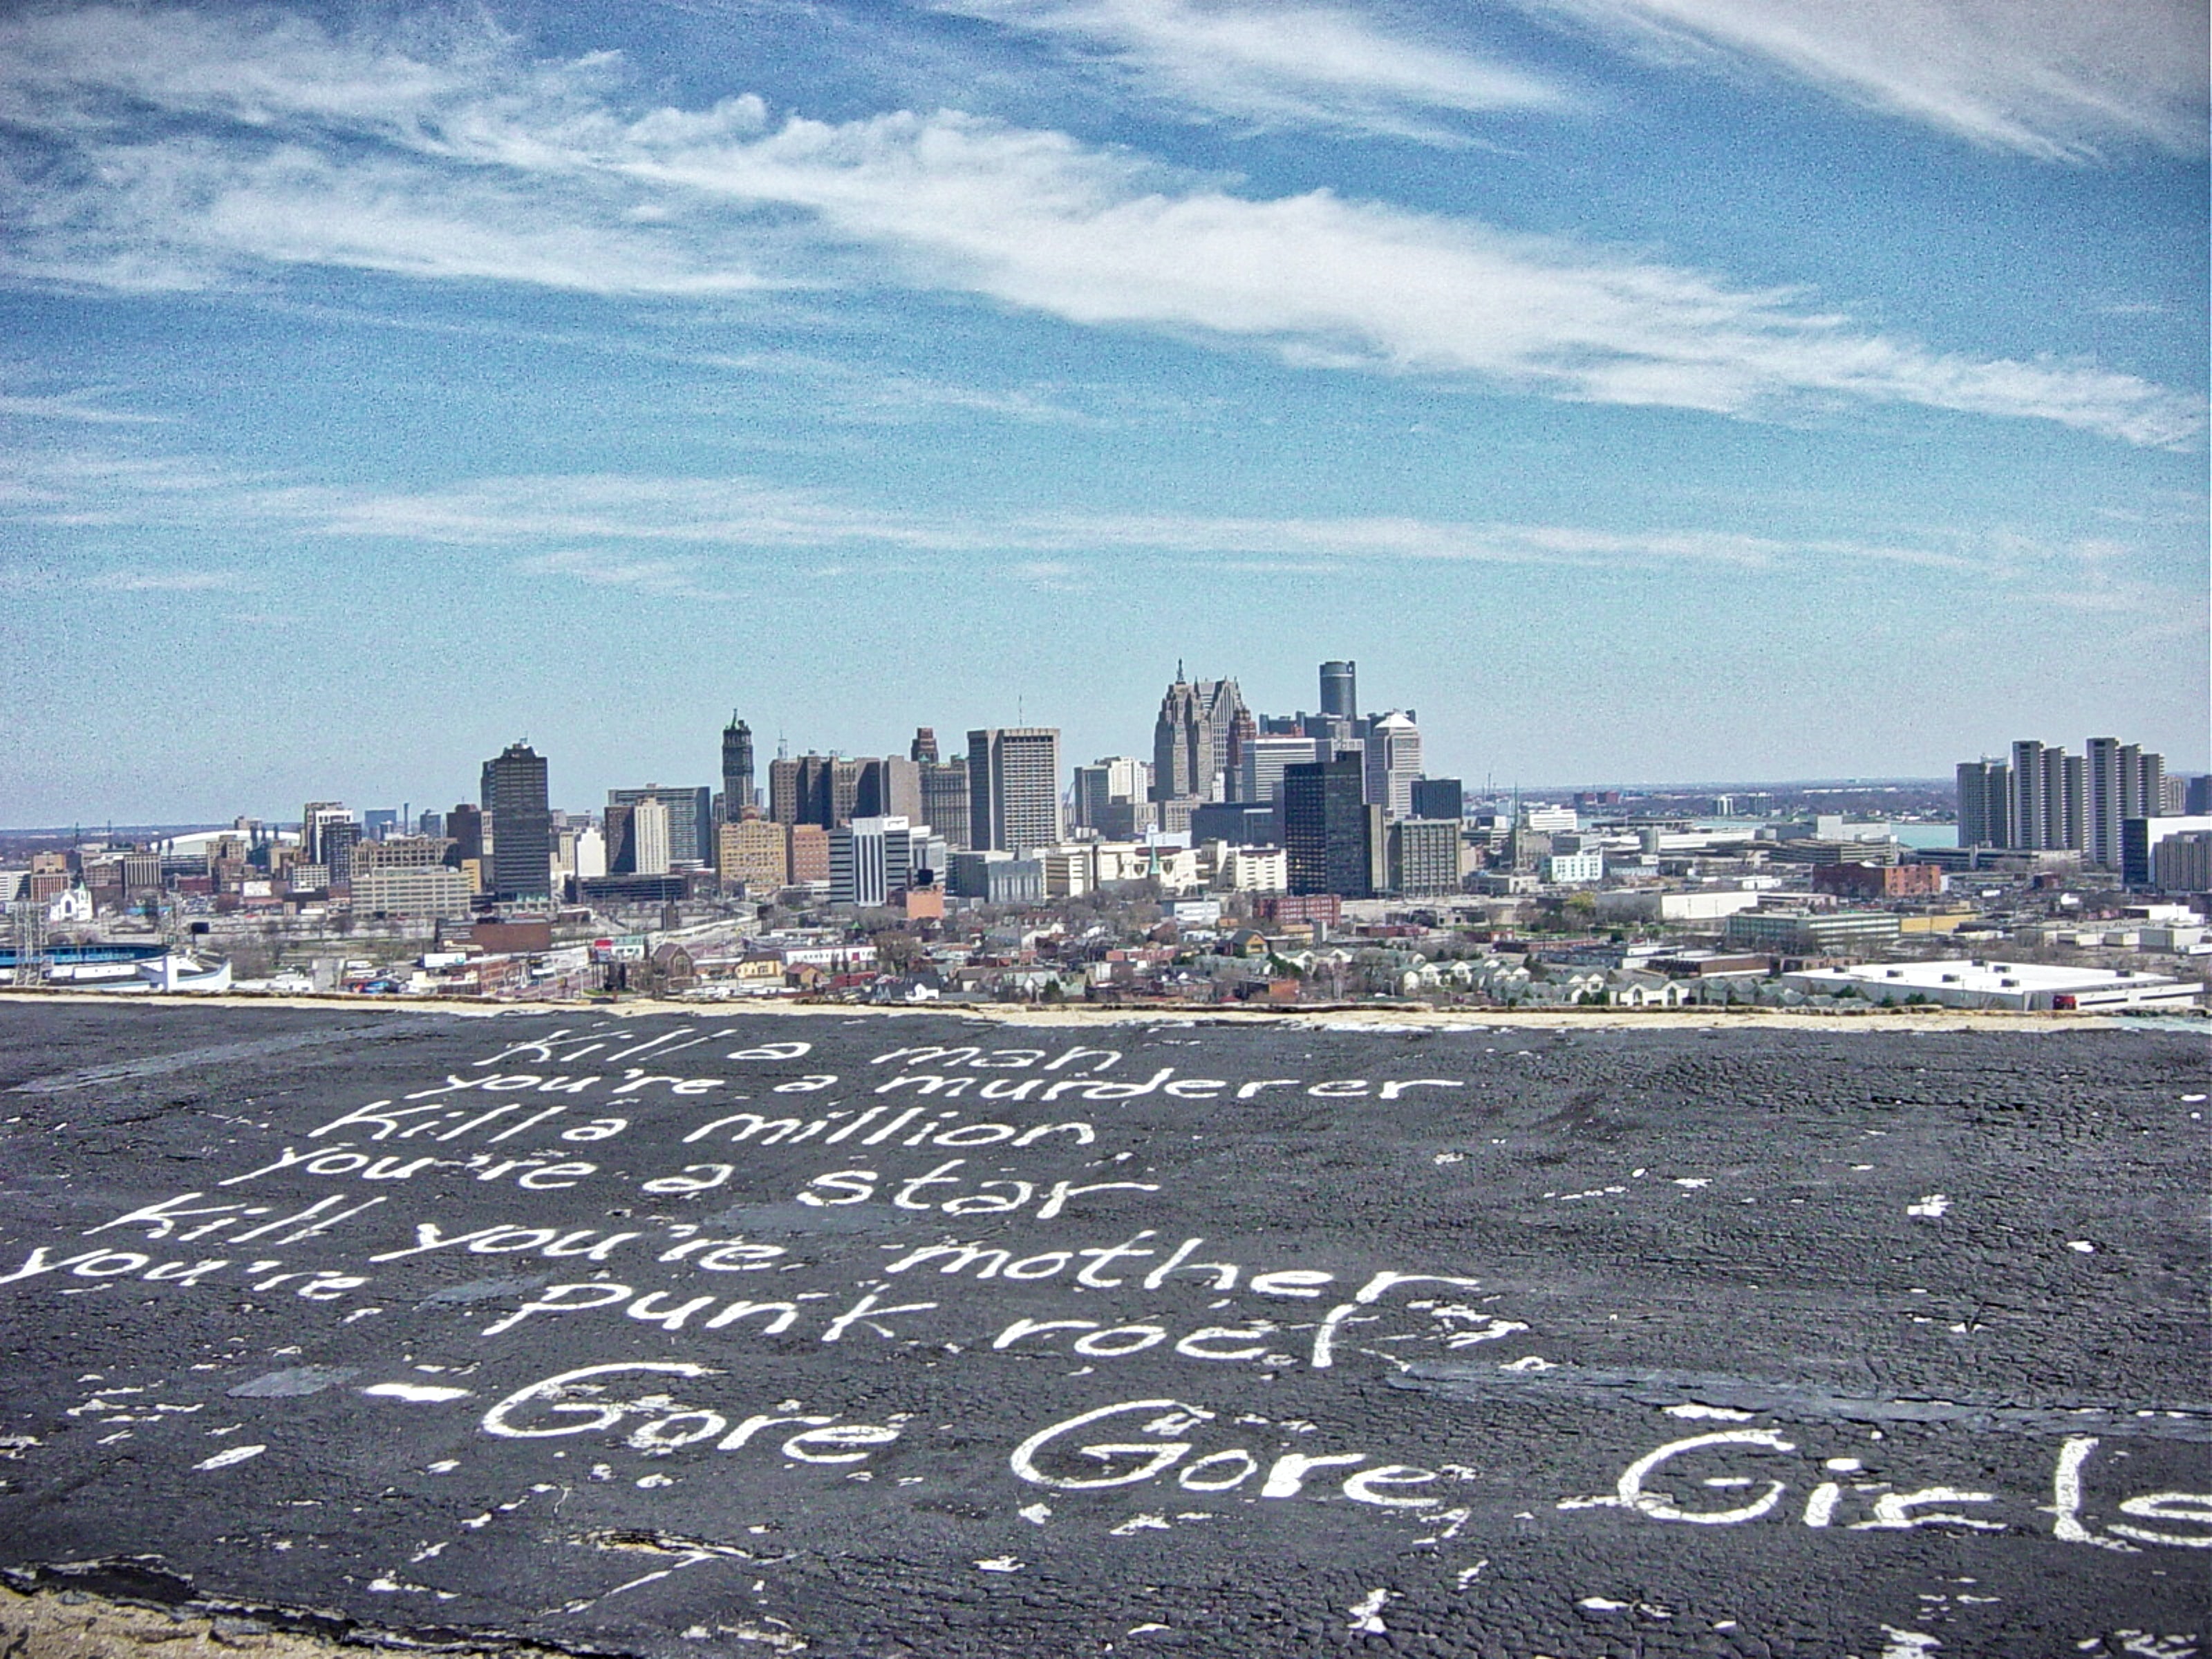 Kill a man
you're a murderer
Kill a million
you're a star
Kill you're mother
you're punk rock
Gore Gore Girls